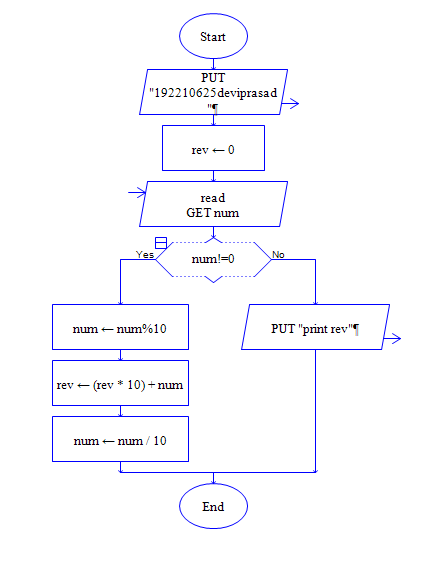 Start
PUT
"192210625deviprasad
"¶
rev ← 0
read
GET num
Yes
num!=0
No
num ← num%10
PUT "print rev"¶
rev ← (rev * 10) + num
num ← num / 10
End